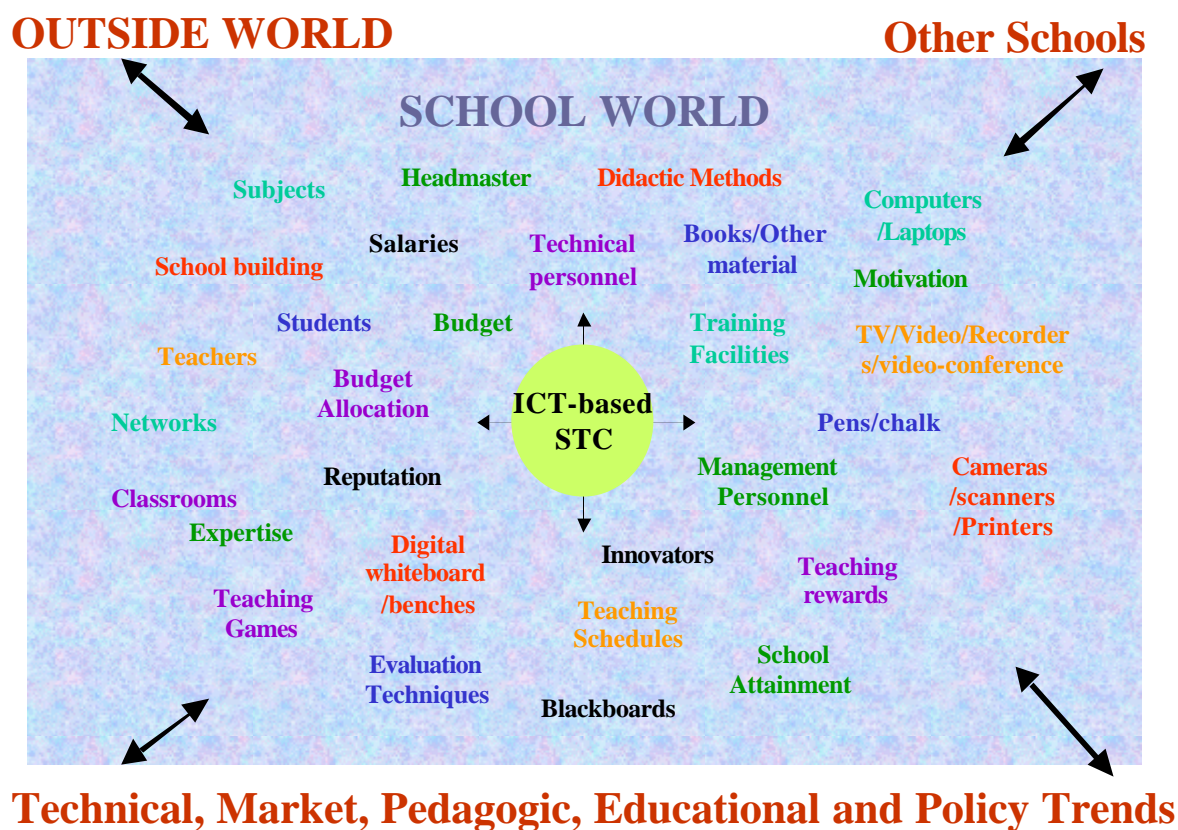 OUTSIDE WORLD
Other Schools
SCHOOL WORLD
Subjects
Headmaster
Didactic Methods
Computers
/Laptops
Salaries
Technical
personnel
Books/Other
material
School building
Motivation
Students
Budget
Training
Facilities
TV/Video/Recorder
s/video-conference
Teachers
Budget
Allocation
ICT-based
STC
Networks
Pens/chalk
Reputation
Management
Personnel
Cameras
/scanners
/Printers
Classrooms
Expertise
Digital
whiteboard
/benches
Innovators
Teaching
rewards
Teaching
Games
Teaching
Schedules
Evaluation
Techniques
School
Attainment
Blackboards
Technical, Market, Pedagogic, Educational and Policy Trends